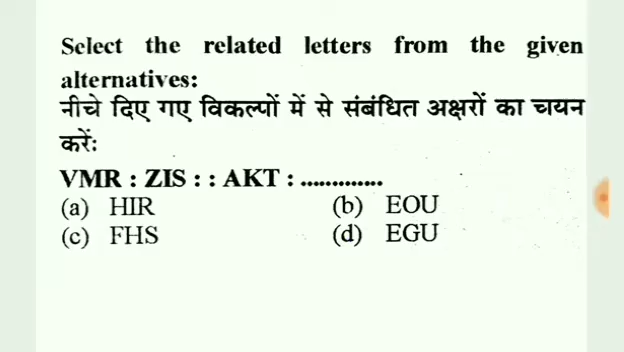 Select the related letters from the given
alternatives:
नीचे दिए गए विकल्पों में से संबंधित अक्षरों का चयन
करें:
VMR : ZIS : : AKT : .............
(a) HIR (b) EOU
(c) FHS (d) EGU